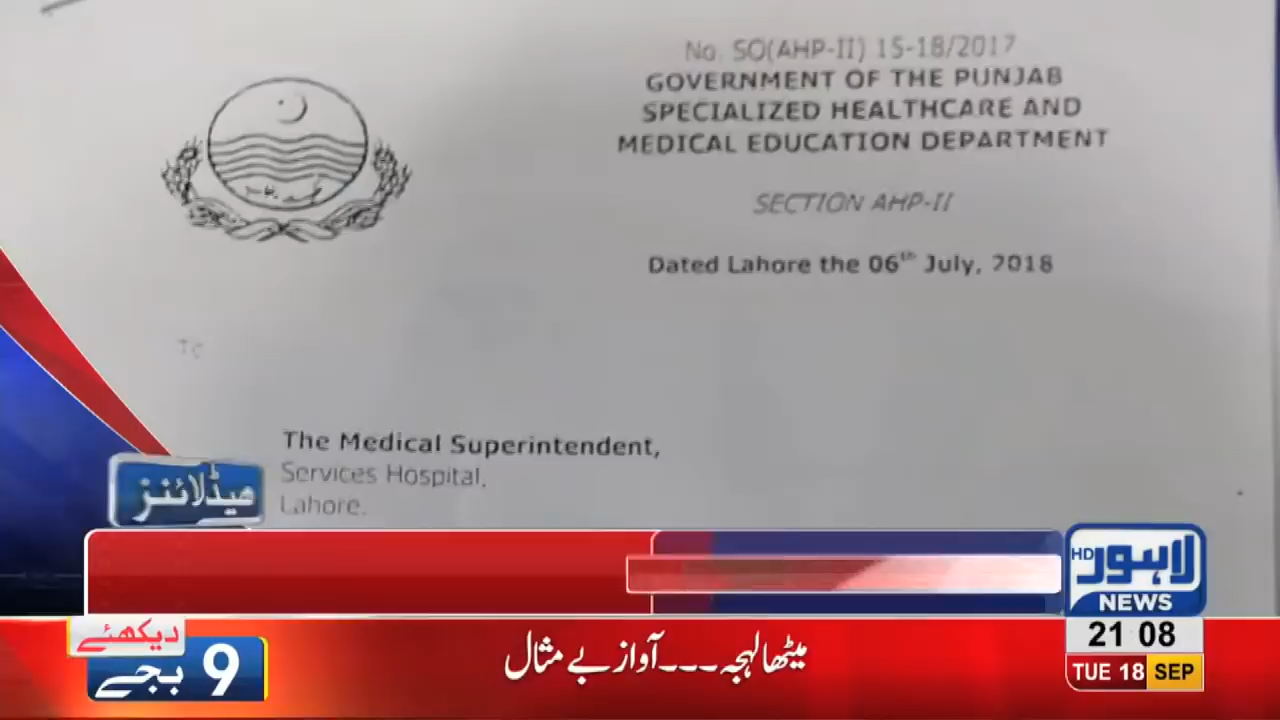 No. SO(AHP-II) 15-18/2017
GOVERNMENT OF THE PUNJAB
SPECIALIZED HEALTHCARE AND
MEDICAL EDUCATION DEPARTMENT
SECTION AHP-II
Dated Lahore the 06th July, 2018
To
The Medical Superintendent,
Services Hospital,
Lahore.
ہیڈلائنز
HD لاہور
NEWS
21 08
TUE 18 SEP
دیکھئے
9 بجے
میٹھا لہجہ ۔۔۔ آواز بے مثال